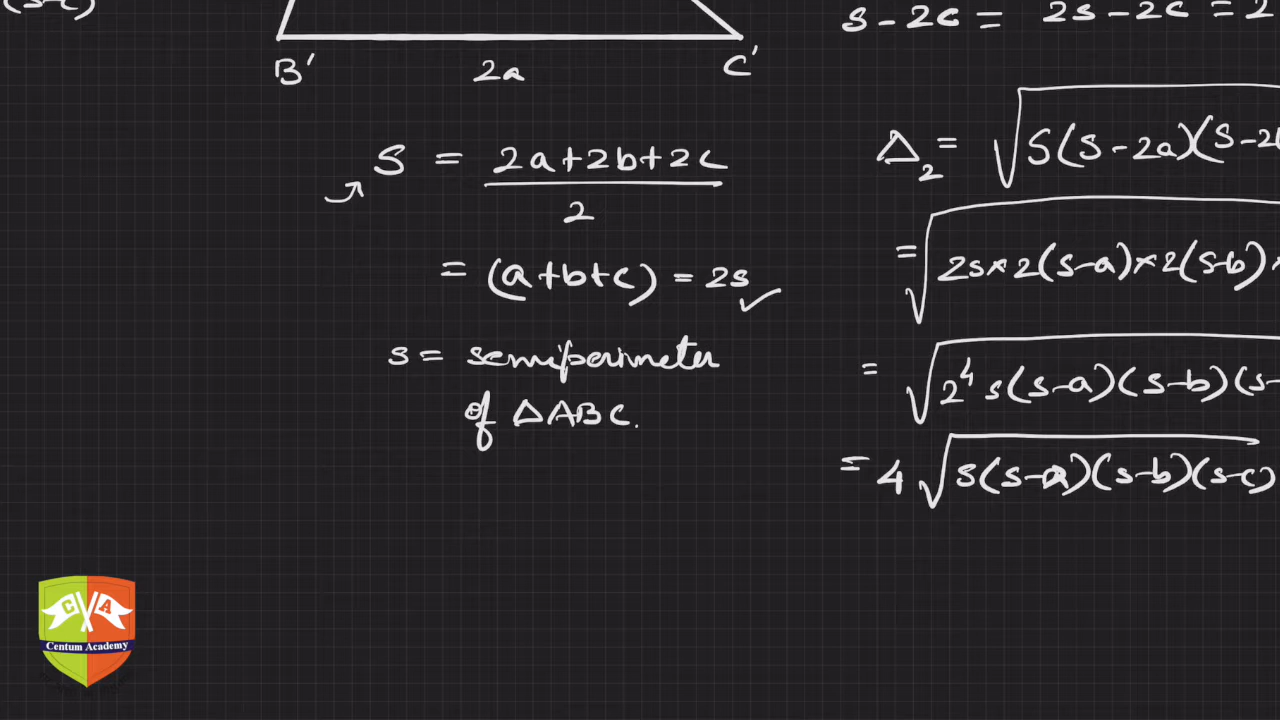 (s-c)
B'
2a
C'
S = 2a+2b+2c
2
= (a+b+c) = 2s ✓
s = semiperimeter
of ΔABC.
S - 2c = 2s - 2c = 2
Δ₂ = √S(S-2a)(S-2
= √2s×2(s-a)×2(s-b)×
= √2⁴ s(s-a)(s-b)(s-
= 4√s(s-a)(s-b)(s-c)
C A
Centum Academy